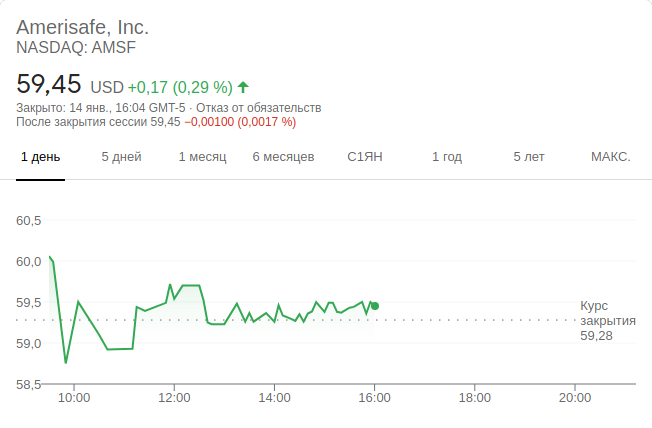 Amerisafe, Inc.
NASDAQ: AMSF
59,45 USD +0,17 (0,29 %)
Закрыто: 14 янв., 16:04 GMT-5 · Отказ от обязательств
После закрытия сессии 59,45 −0,00100 (0,0017 %)
1 день 5 дней 1 месяц 6 месяцев С1ЯН 1 год 5 лет МАКС.
60,5
60,0
59,5
59,0
58,5
Курс
закрытия
59,28
10:00 12:00 14:00 16:00 18:00 20:00